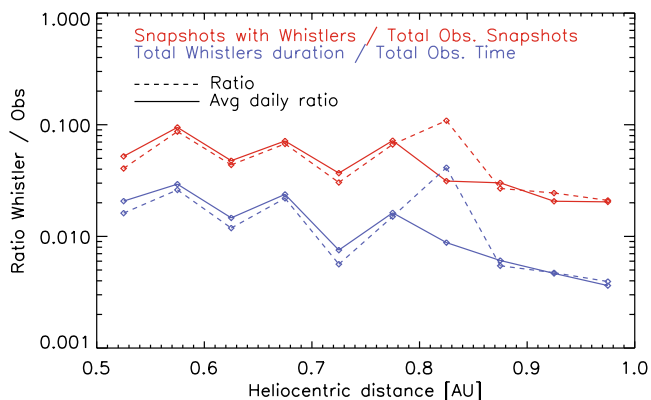 1.000
Snapshots with Whistlers / Total Obs. Snapshots
Total Whistlers duration / Total Obs. Time
Ratio
Avg daily ratio
0.100
0.010
0.001
Ratio Whistler / Obs
0.5 0.6 0.7 0.8 0.9 1.0
Heliocentric distance [AU]